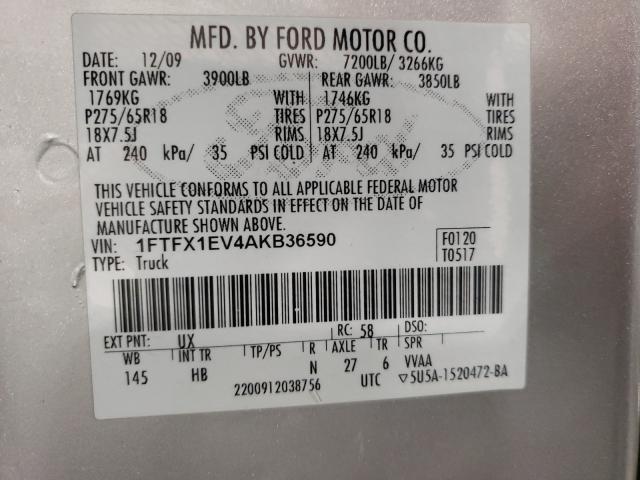 MFD. BY FORD MOTOR CO.
DATE: 12/09 GVWR: 7200LB/ 3266KG
FRONT GAWR: 3900LB REAR GAWR: 3850LB
1769KG WITH 1746KG WITH
P275/65R18 TIRES P275/65R18 TIRES
18X7.5J RIMS 18X7.5J RIMS
AT 240 kPa/ 35 PSI COLD AT 240 kPa/ 35 PSI COLD
THIS VEHICLE CONFORMS TO ALL APPLICABLE FEDERAL MOTOR
VEHICLE SAFETY STANDARDS IN EFFECT ON THE DATE OF
MANUFACTURE SHOWN ABOVE.
VIN: 1FTFX1EV4AKB36590 F0120
TYPE: Truck T0517
EXT PNT: UX RC: 58 DSO:
WB INT TR TP/PS R AXLE TR SPR
145 HB N 27 6 VVAA
2200912038756 UTC ▽5U5A-1520472-BA